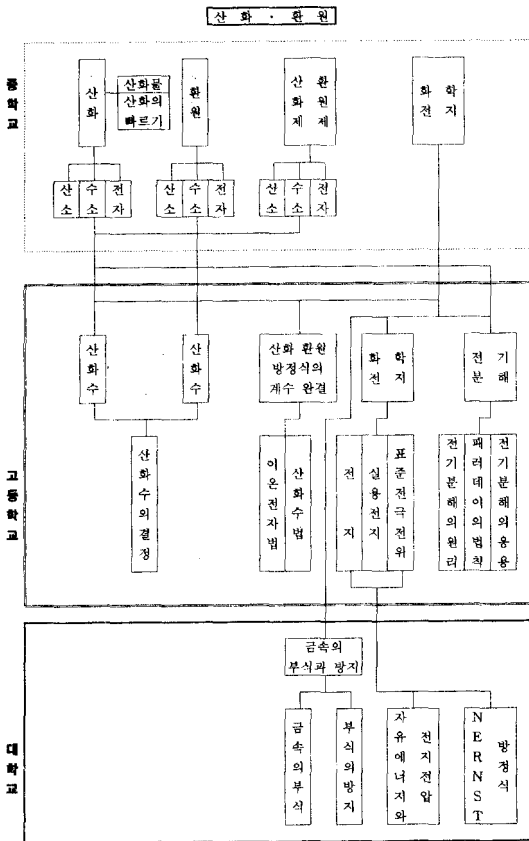 산 화 · 환 원
중학교
산화
산화물
산화의
빠르기
환원
산화제
환원제
화 학
전 지
산소
수소
전자
산소
수소
전자
산소
수소
전자
고등학교
산화수
산화수
산화 환원
방정식의
계수 완결
화 학
전 지
전 기
분 해
산화수의결정
이온전자법
산화수법
전지
실용전지
표준전극전위
전기분해의원리
패러데이의법칙
전기분해의응용
대학교
금속의
부식과 방지
금속의부식
부식의방지
자유에너지와
전지전압
NERNST
방정식